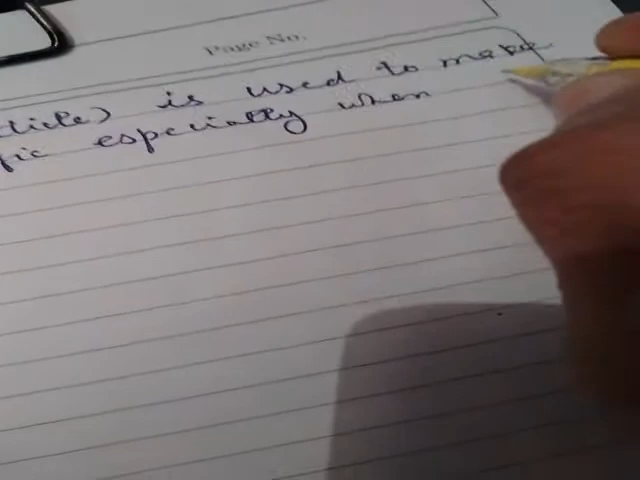 Page No.
ticle) is used to make
fic especially when